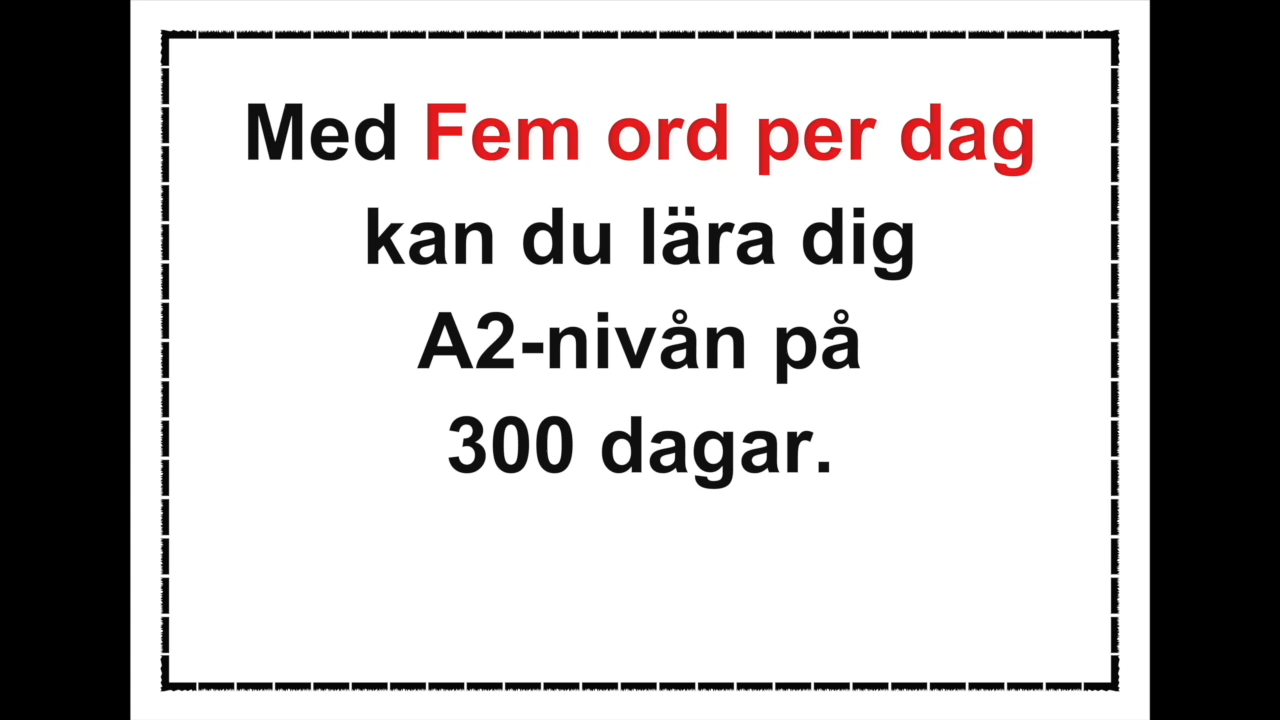 Med Fem ord per dag
kan du lära dig
A2-nivån på
300 dagar.